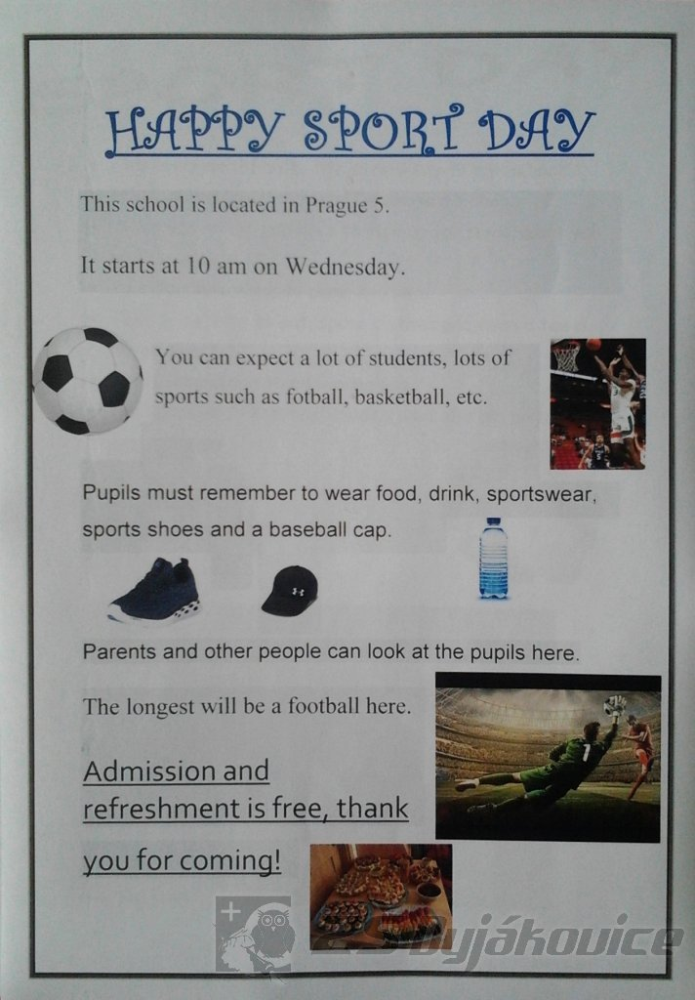 HAPPY SPORT DAY
This school is located in Prague 5.
It starts at 10 am on Wednesday.
You can expect a lot of students, lots of
sports such as fotball, basketball, etc.
Pupils must remember to wear food, drink, sportswear,
sports shoes and a baseball cap.
Parents and other people can look at the pupils here.
The longest will be a football here.
1
Admission and
refreshment is free, thank
you for coming!
ZŠ Dyjákovice